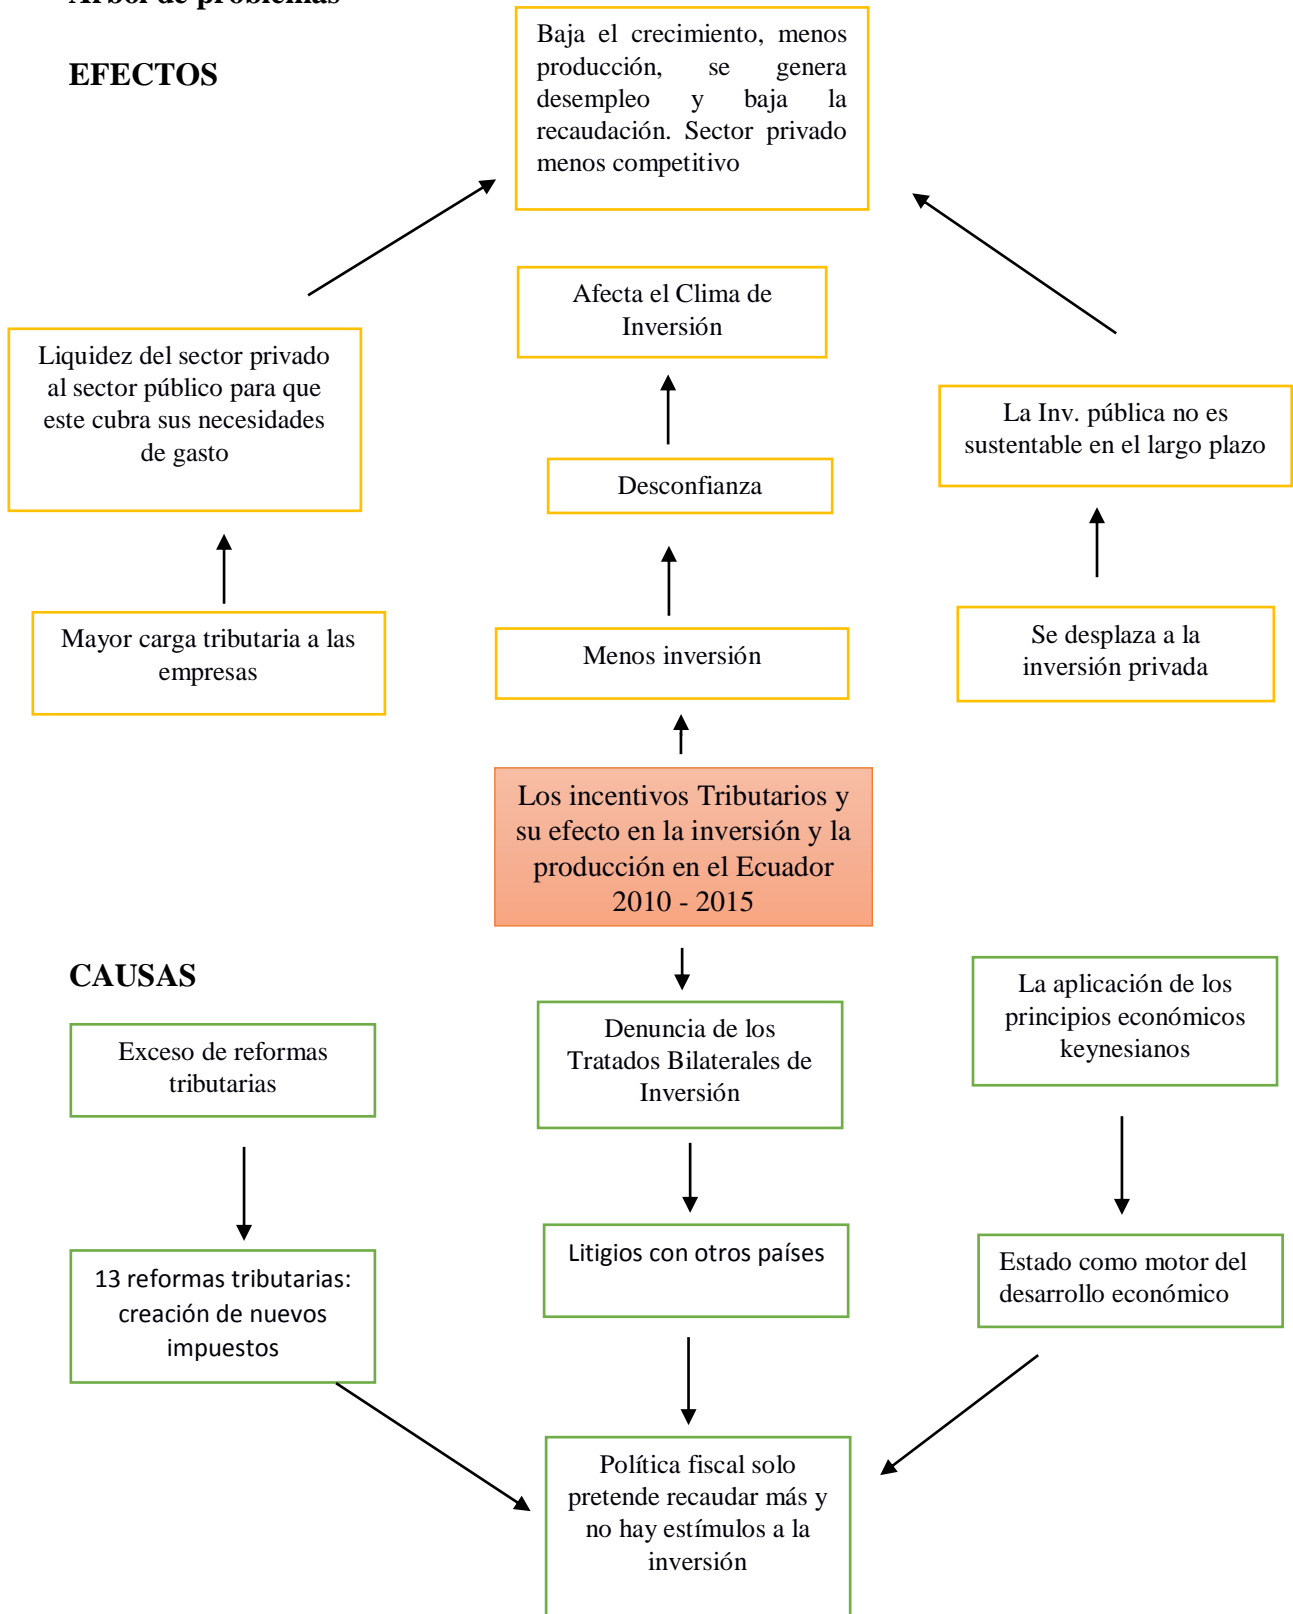 Árbol de problemas
EFECTOS
Baja el crecimiento, menos
producción, se genera
desempleo y baja la
recaudación. Sector privado
menos competitivo
Afecta el Clima de
Inversión
Liquidez del sector privado
al sector público para que
este cubra sus necesidades
de gasto
La Inv. pública no es
sustentable en el largo plazo
Desconfianza
Mayor carga tributaria a las
empresas
Menos inversión
Se desplaza a la
inversión privada
Los incentivos Tributarios y
su efecto en la inversión y la
producción en el Ecuador
2010 - 2015
CAUSAS
Exceso de reformas
tributarias
Denuncia de los
Tratados Bilaterales de
Inversión
La aplicación de los
principios económicos
keynesianos
13 reformas tributarias:
creación de nuevos
impuestos
Litigios con otros países
Estado como motor del
desarrollo económico
Política fiscal solo
pretende recaudar más y
no hay estímulos a la
inversión